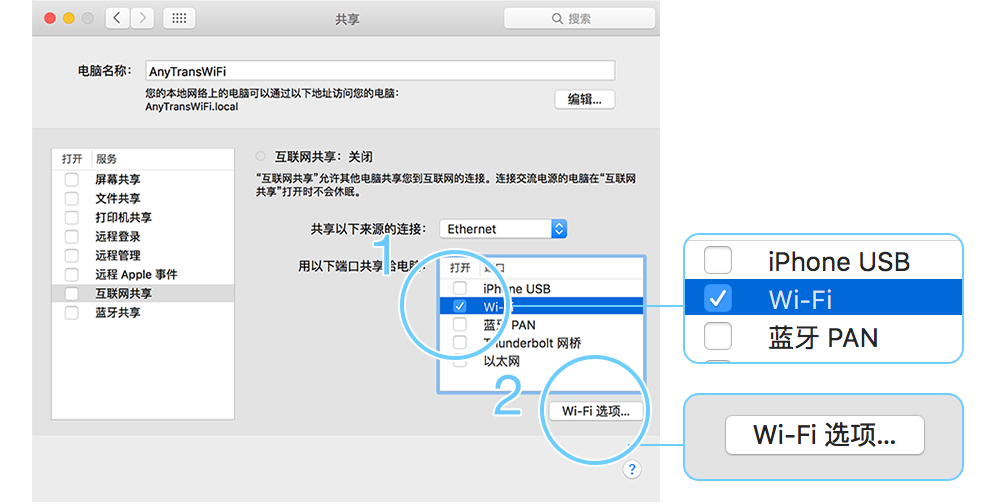 共享
搜索
电脑名称：
AnyTransWiFi
您的本地网络上的电脑可以通过以下地址访问您的电脑：
AnyTransWiFi.local
编辑...
打开 服务
屏幕共享
文件共享
打印机共享
远程登录
远程管理
远程 Apple 事件
互联网共享
蓝牙共享
互联网共享：关闭
“互联网共享”允许其他电脑共享您到互联网的连接。连接交流电源的电脑在“互联网
共享”打开时不会休眠。
共享以下来源的连接：
Ethernet
1
用以下端口共享给电脑：
打开 端口
iPhone USB
Wi-Fi
蓝牙 PAN
Thunderbolt 网桥
以太网
2
Wi-Fi 选项...
?
iPhone USB
Wi-Fi
蓝牙 PAN
Wi-Fi 选项...